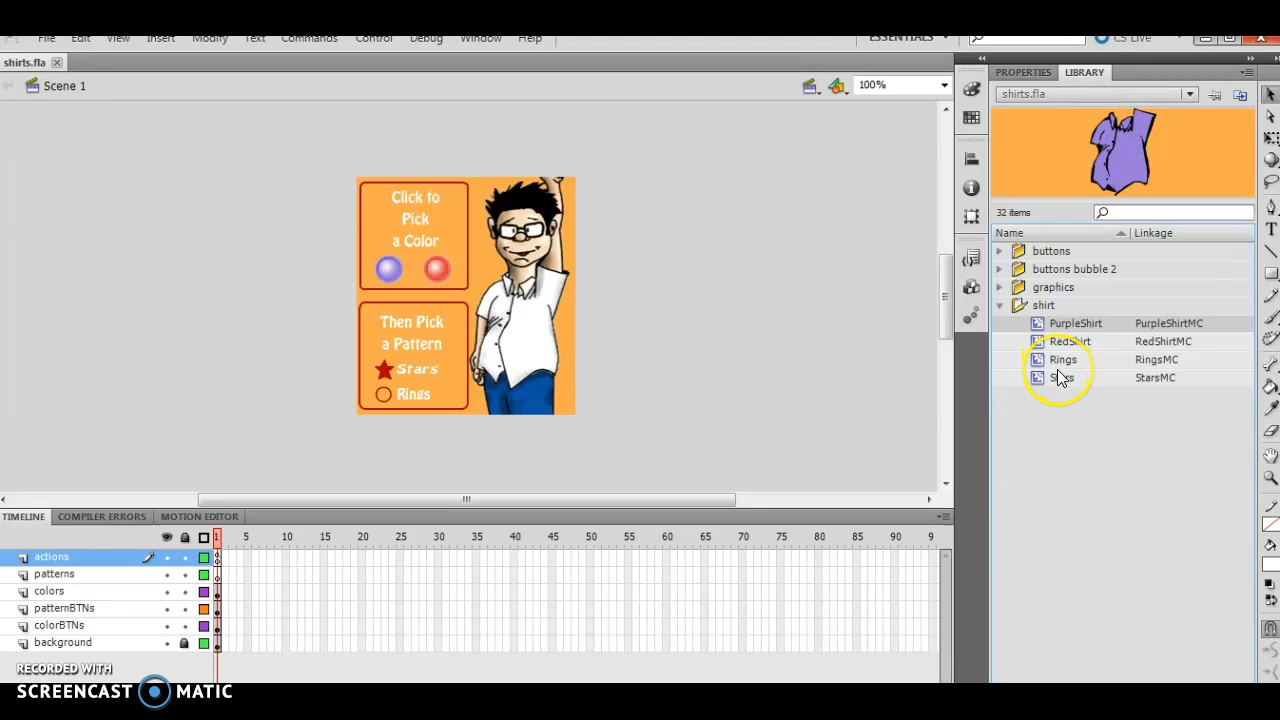 File Edit View Insert Modify Text Commands Control Debug Window Help ESSENTIALS CS Live
shirts.fla
Scene 1 100%
PROPERTIES LIBRARY
shirts.fla
32 items
Name Linkage
buttons
buttons bubble 2
graphics
shirt
PurpleShirt PurpleShirtMC
RedShirt RedShirtMC
Rings RingsMC
StarsMC
Click to
Pick
a Color
Then Pick
a Pattern
Stars
Rings
TIMELINE COMPILER ERRORS MOTION EDITOR
1 5 10 15 20 25 30 35 40 45 50 55 60 65 70 75 80 85 90 9
actions
patterns
colors
patternBTNs
colorBTNs
background
RECORDED WITH
SCREENCAST MATIC